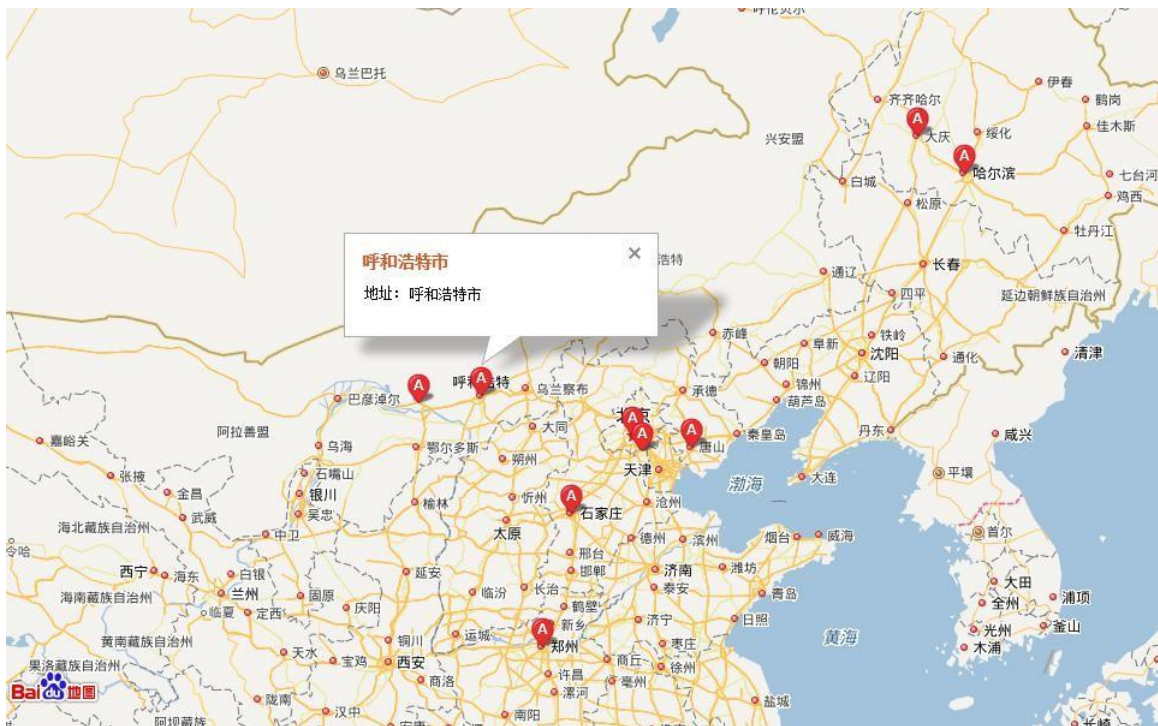 呼伦贝尔
乌兰巴托
伊春
齐齐哈尔
鹤岗
A
大庆
绥化
佳木斯
兴安盟
A
哈尔滨
七台河
白城
鸡西
松原
牡丹江
呼和浩特市
浩特
长春
通辽
地址：呼和浩特市
四平
延边朝鲜族自治州
赤峰
铁岭
阜新
沈阳
通化
清津
朝阳
A
A
呼和浩特
乌兰察布
承德
锦州
辽阳
巴彦淖尔
葫芦岛
阿拉善盟
大同
北京
A
A
A
秦皇岛
丹东
咸兴
嘉峪关
乌海
鄂尔多斯
唐山
朔州
天津
张掖
石嘴山
大连
平壤
渤海
金昌
银川
榆林
忻州
A
沧州
武威
吴忠
石家庄
海北藏族自治州
中卫
太原
德州
滨州
烟台
威海
首尔
令哈
邢台
西宁
海东
白银
延安
邯郸
济南
潍坊
大田
兰州
固原
临汾
长治
泰安
青岛
浦项
海南藏族自治州
临夏
定西
庆阳
鹤壁
济宁
日照
全州
黄南藏族自治州
铜川
运城
新乡
A
光州
釜山
黄海
天水
宝鸡
西安
郑州
枣庄
木浦
果洛藏族自治州
商洛
商丘
徐州
许昌
亳州
Bai du 地图
陇南
汉中
漯河
盐城
阿坝藏族
安康
南阳
长崎